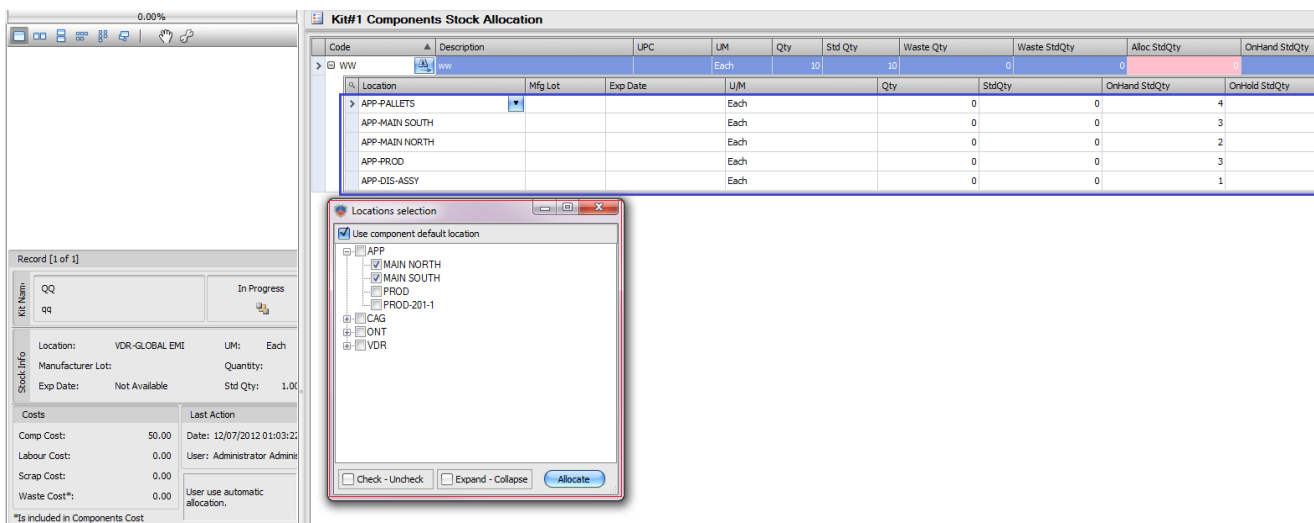 0.00%
Kit#1 Components Stock Allocation
Code Description UPC UM Qty Std Qty Waste Qty Waste StdQty Alloc StdQty OnHand StdQty
WW ww Each 10 10 0 0 0
Location Mfg Lot Exp Date U/M Qty StdQty OnHand StdQty OnHold StdQty
APP-PALLETS Each 0 0 4
APP-MAIN SOUTH Each 0 0 3
APP-MAIN NORTH Each 0 0 2
APP-PROD Each 0 0 3
APP-DIS-ASSY Each 0 0 1
Locations selection
Use component default location
APP
MAIN NORTH
MAIN SOUTH
PROD
PROD-201-1
CAG
ONT
VDR
Check - Uncheck Expand - Collapse Allocate
Record [1 of 1]
Kit Nam
QQ In Progress
qq
Stock Info
Location: VDR-GLOBAL EMI UM: Each
Manufacturer Lot: Quantity:
Exp Date: Not Available Std Qty: 1.00
Costs Last Action
Comp Cost: 50.00 Date: 12/07/2012 01:03:22
Labour Cost: 0.00 User: Administrator Adminis
Scrap Cost: 0.00
Waste Cost*: 0.00
User use automatic
allocation.
*Is included in Components Cost